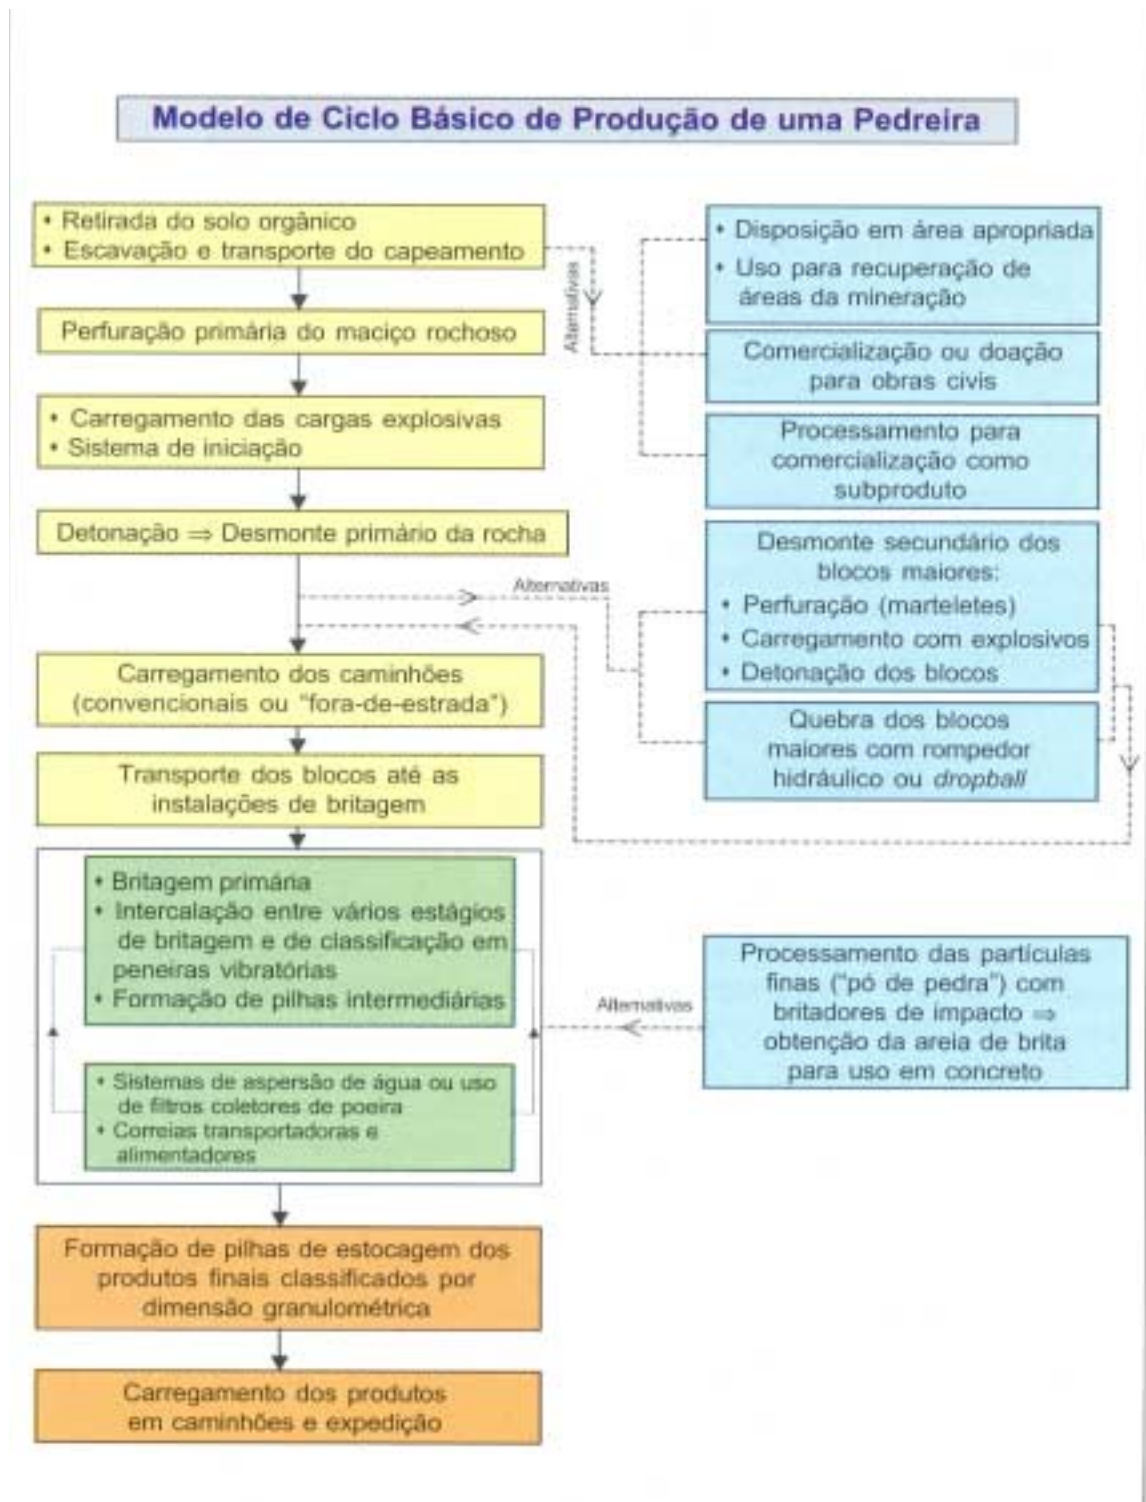 Modelo de Ciclo Básico de Produção de uma Pedreira
• Retirada do solo orgânico
• Escavação e transporte do capeamento
Perfuração primária do maciço rochoso
• Carregamento das cargas explosivas
• Sistema de iniciação
Detonação ⇒ Desmonte primário da rocha
Carregamento dos caminhões
(convencionais ou “fora-de-estrada”)
Transporte dos blocos até as
instalações de britagem
• Britagem primária
• Intercalação entre vários estágios
de britagem e de classificação em
peneiras vibratórias
• Formação de pilhas intermediárias
• Sistemas de aspersão de água ou uso
de filtros coletores de poeira
• Correias transportadoras e
alimentadores
Formação de pilhas de estocagem dos
produtos finais classificados por
dimensão granulométrica
Carregamento dos produtos
em caminhões e expedição
Alternativas
• Disposição em área apropriada
• Uso para recuperação de
áreas da mineração
Comercialização ou doação
para obras civis
Processamento para
comercialização como
subproduto
Alternativas
Desmonte secundário dos
blocos maiores:
• Perfuração (marteletes)
• Carregamento com explosivos
• Detonação dos blocos
Quebra dos blocos
maiores com rompedor
hidráulico ou dropball
Alternativas
Processamento das partículas
finas (“pó de pedra”) com
britadores de impacto ⇒
obtenção da areia de brita
para uso em concreto